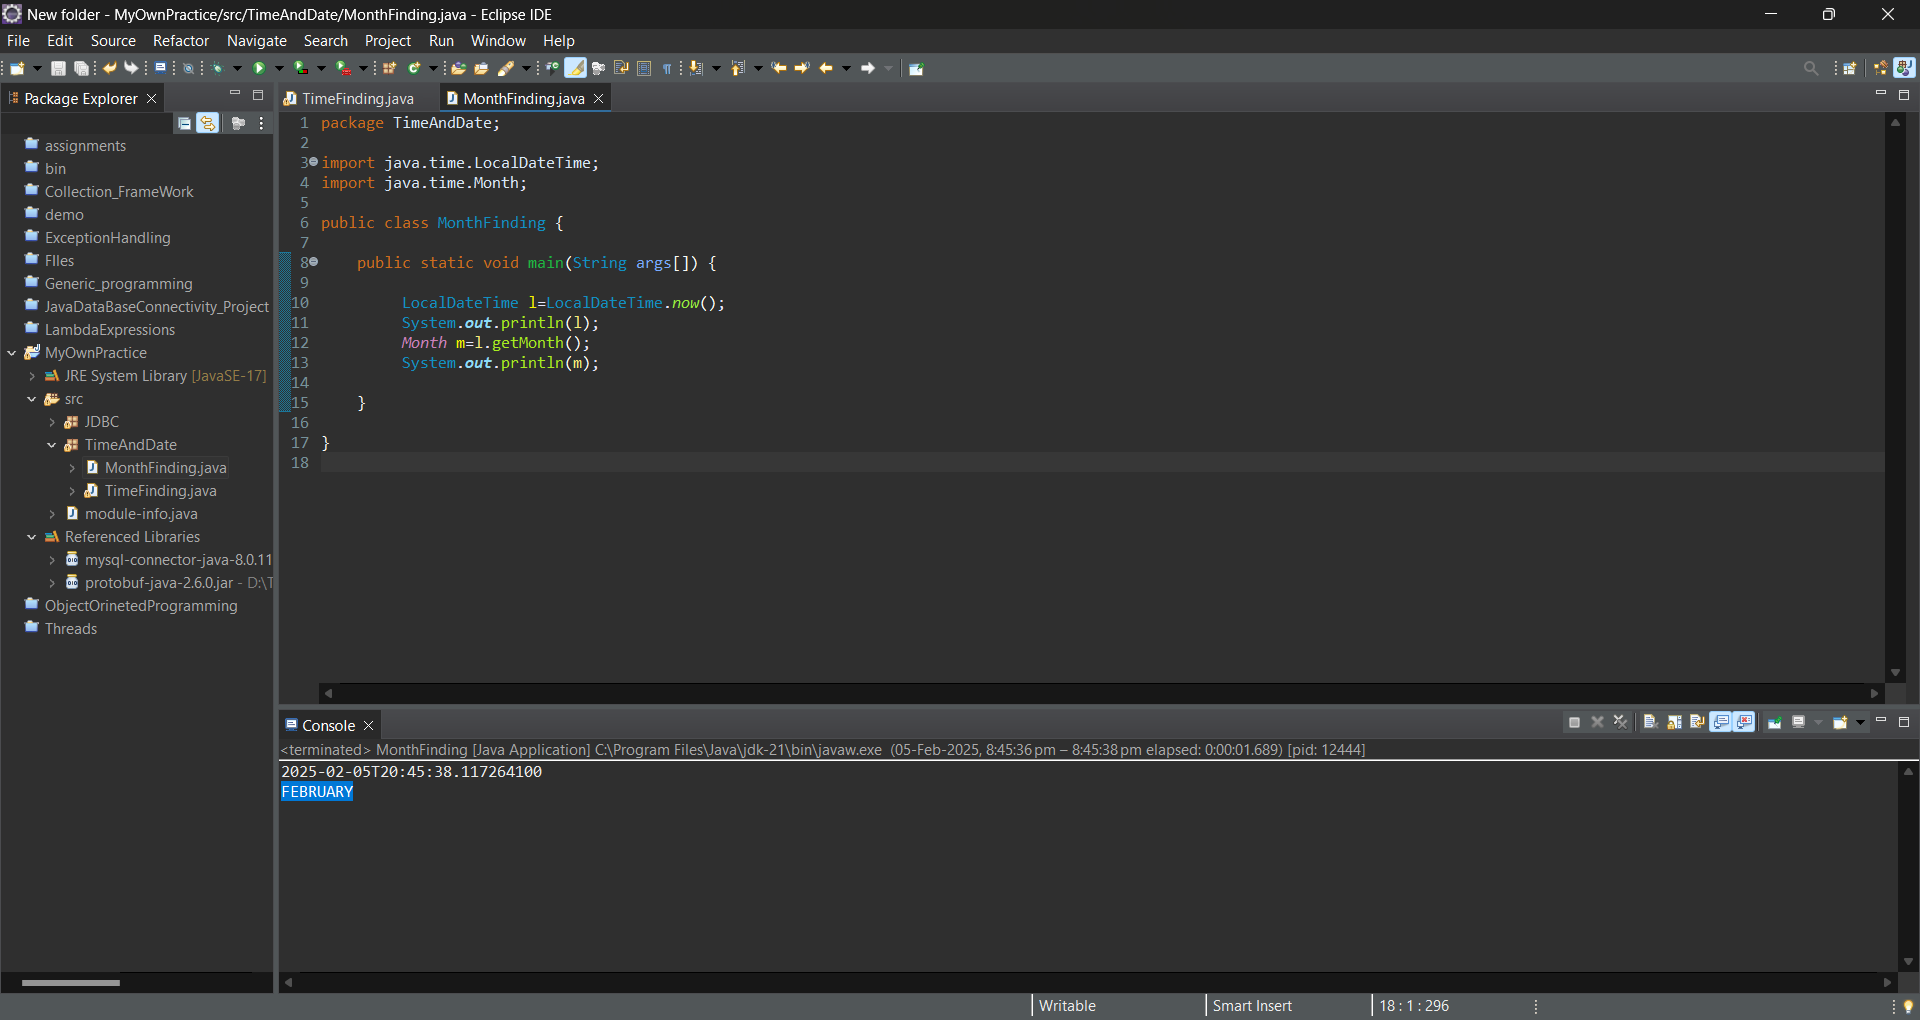 New folder - MyOwnPractice/src/TimeAndDate/MonthFinding.java - Eclipse IDE
File Edit Source Refactor Navigate Search Project Run Window Help
Package Explorer
assignments
bin
Collection_FrameWork
demo
ExceptionHandling
FIles
Generic_programming
JavaDataBaseConnectivity_Project
LambdaExpressions
MyOwnPractice
JRE System Library [JavaSE-17]
src
JDBC
TimeAndDate
MonthFinding.java
TimeFinding.java
module-info.java
Referenced Libraries
mysql-connector-java-8.0.11
protobuf-java-2.6.0.jar - D:\T
ObjectOrinetedProgramming
Threads
TimeFinding.java MonthFinding.java
1 package TimeAndDate;
2
3 import java.time.LocalDateTime;
4 import java.time.Month;
5
6 public class MonthFinding {
7
8 public static void main(String args[]) {
9
10 LocalDateTime l=LocalDateTime.now();
11 System.out.println(l);
12 Month m=l.getMonth();
13 System.out.println(m);
14
15 }
16
17 }
18
Console
<terminated> MonthFinding [Java Application] C:\Program Files\Java\jdk-21\bin\javaw.exe (05-Feb-2025, 8:45:36 pm – 8:45:38 pm elapsed: 0:00:01.689) [pid: 12444]
2025-02-05T20:45:38.117264100
FEBRUARY
Writable Smart Insert 18 : 1 : 296